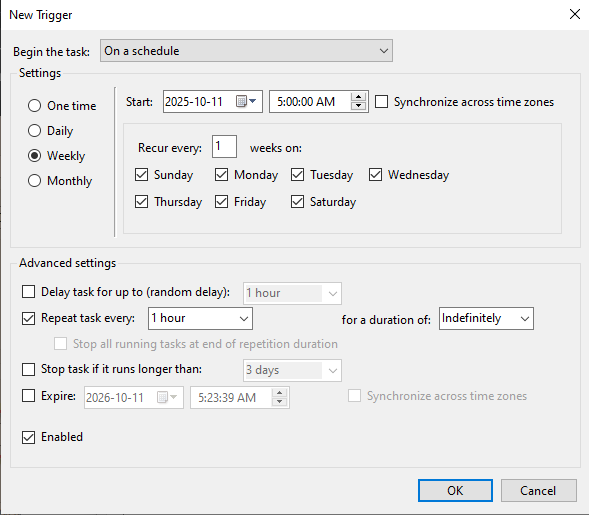 New Trigger
Begin the task: On a schedule
Settings
One time
Daily
Weekly
Monthly
Start: 2025-10-11 5:00:00 AM Synchronize across time zones
Recur every: 1 weeks on:
Sunday Monday Tuesday Wednesday
Thursday Friday Saturday
Advanced settings
Delay task for up to (random delay): 1 hour
Repeat task every: 1 hour for a duration of: Indefinitely
Stop all running tasks at end of repetition duration
Stop task if it runs longer than: 3 days
Expire: 2026-10-11 5:23:39 AM Synchronize across time zones
Enabled
OK Cancel